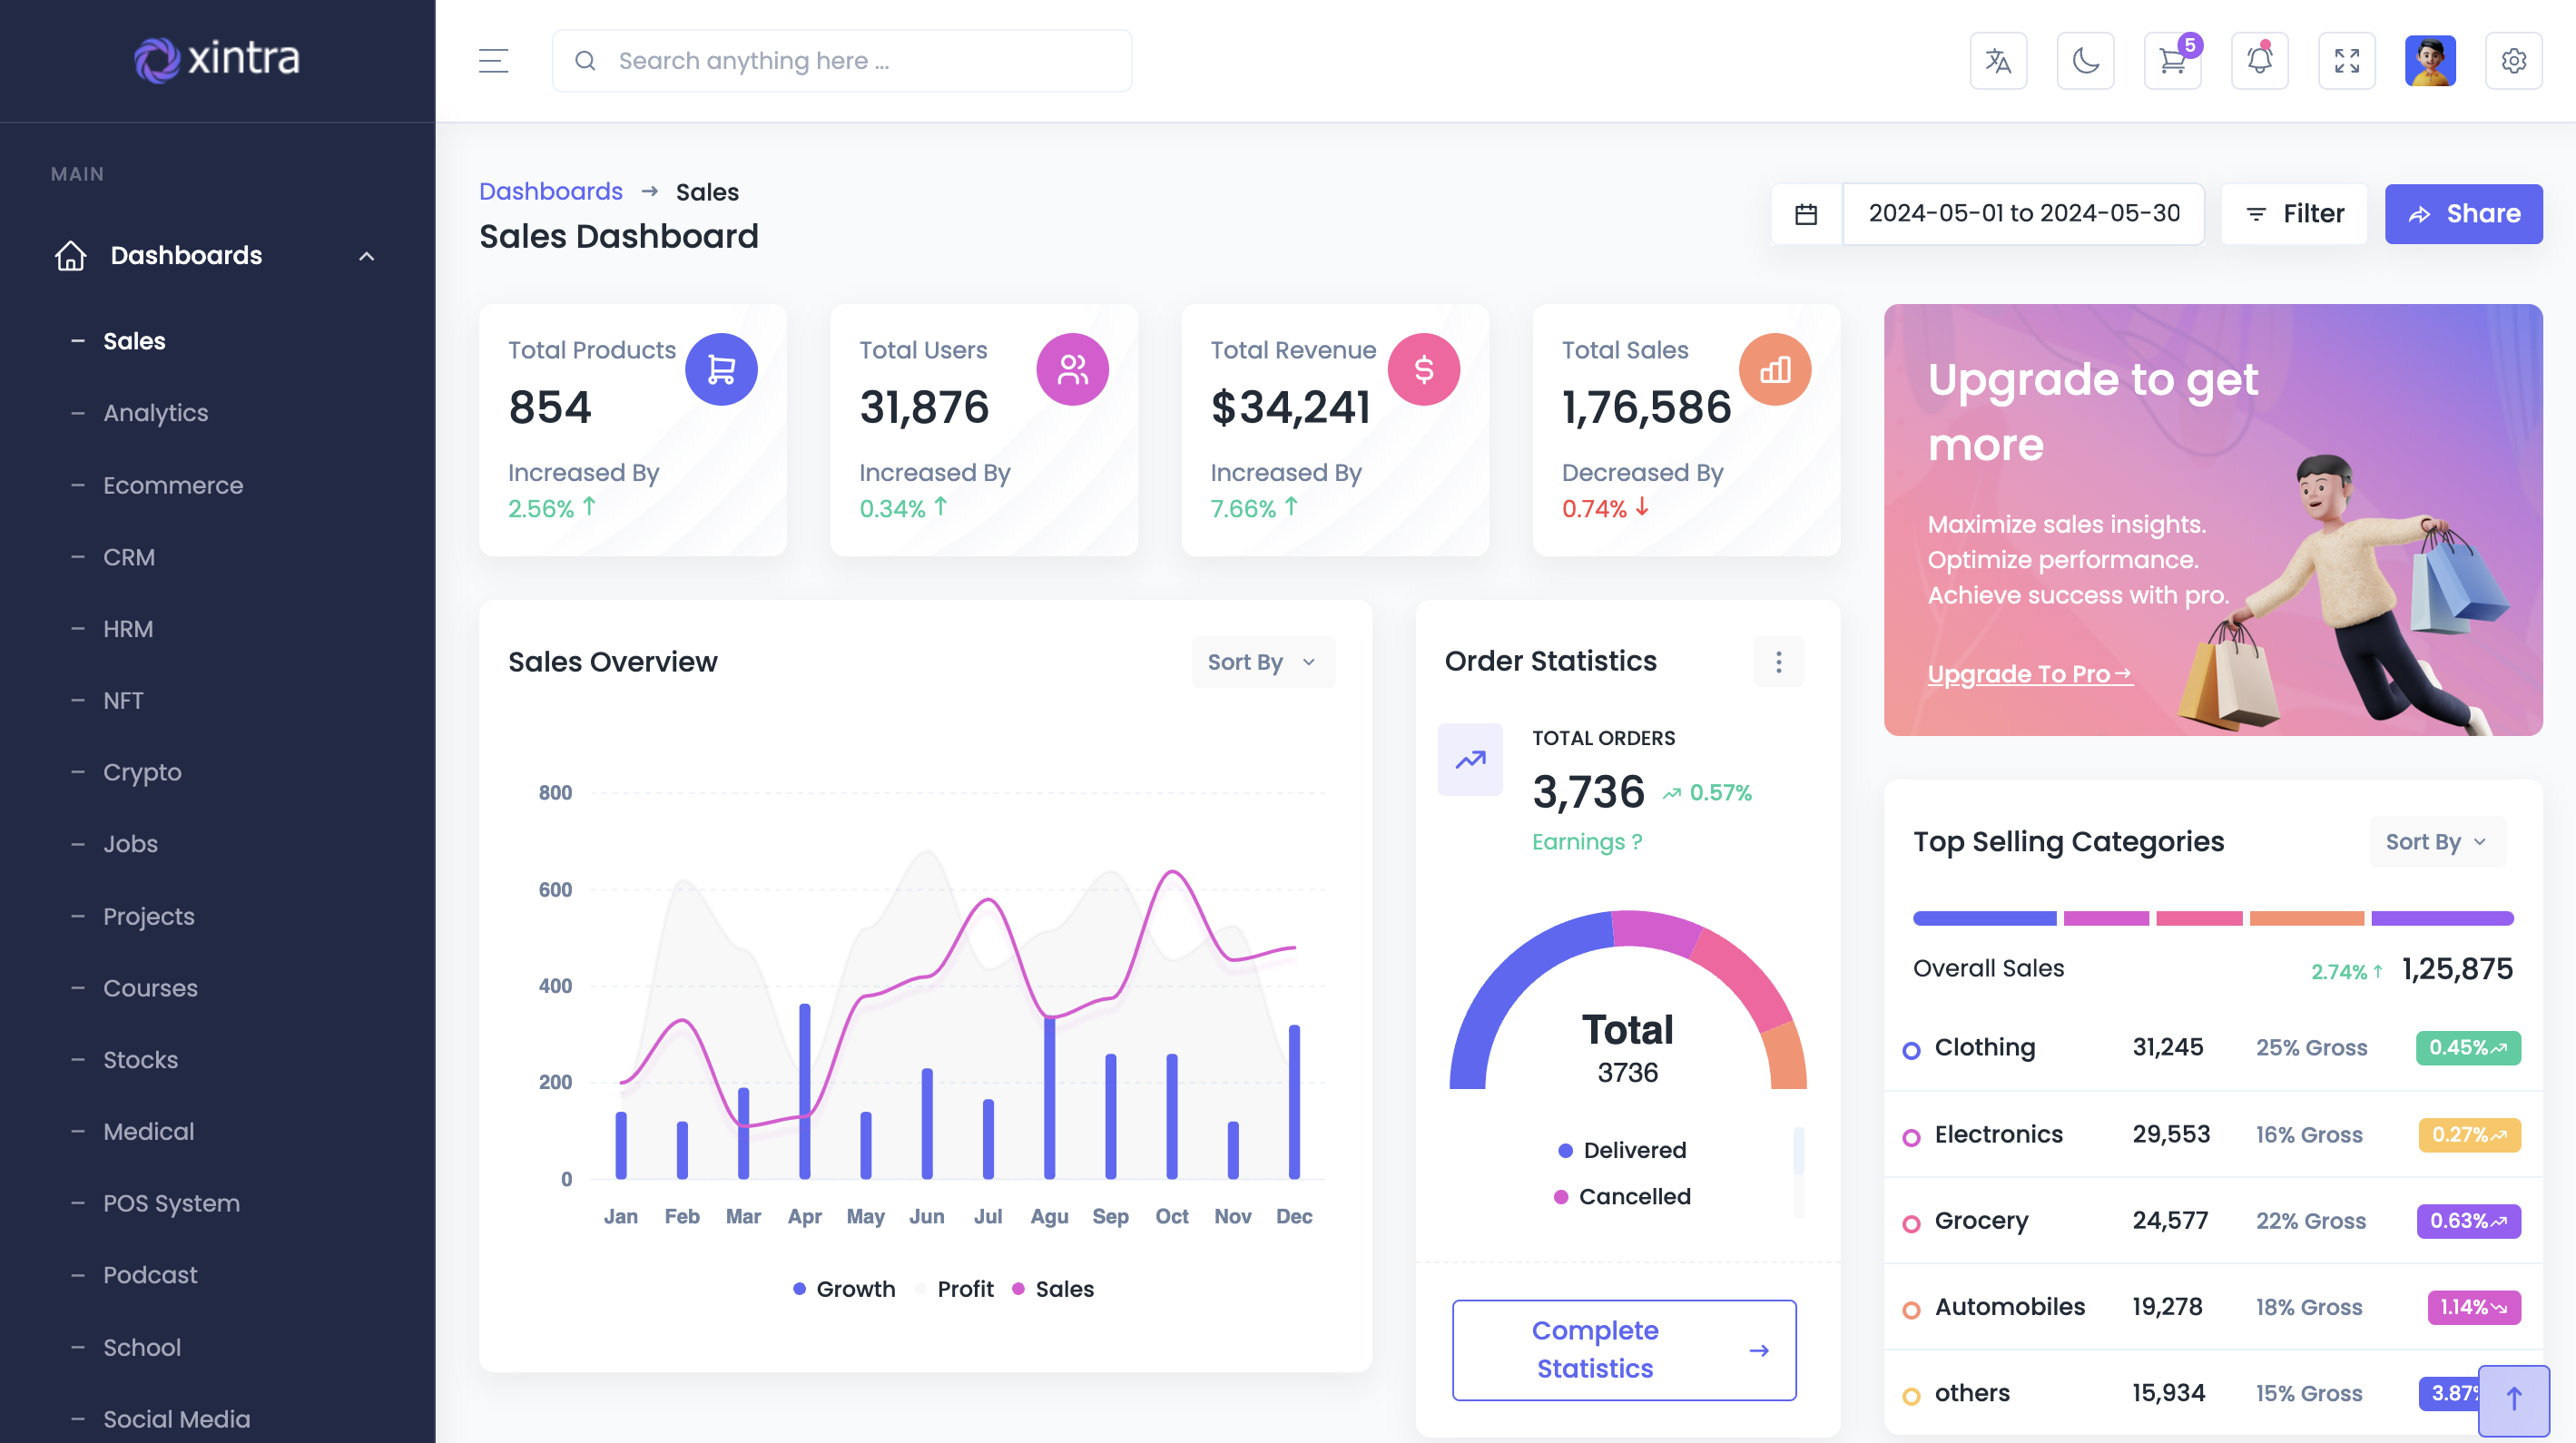 xintra
Search anything here ...
5
MAIN
Dashboards
Sales
Analytics
Ecommerce
CRM
HRM
NFT
Crypto
Jobs
Projects
Courses
Stocks
Medical
POS System
Podcast
School
Social Media
Dashboards → Sales
Sales Dashboard
2024-05-01 to 2024-05-30
Filter
Share
Total Products
854
Increased By
2.56% ↑
Total Users
31,876
Increased By
0.34% ↑
Total Revenue
$34,241
Increased By
7.66% ↑
Total Sales
1,76,586
Decreased By
0.74% ↓
Upgrade to get
more
Maximize sales insights.
Optimize performance.
Achieve success with pro.
Upgrade To Pro→
Sales Overview
Sort By
800
600
400
200
0
Jan Feb Mar Apr May Jun Jul Agu Sep Oct Nov Dec
Growth Profit Sales
Order Statistics
TOTAL ORDERS
3,736 0.57%
Earnings ?
Total
3736
Delivered
Cancelled
Complete
Statistics →
Top Selling Categories
Sort By
Overall Sales 2.74% ↑ 1,25,875
Clothing 31,245 25% Gross 0.45%
Electronics 29,553 16% Gross 0.27%
Grocery 24,577 22% Gross 0.63%
Automobiles 19,278 18% Gross 1.14%
others 15,934 15% Gross 3.87%